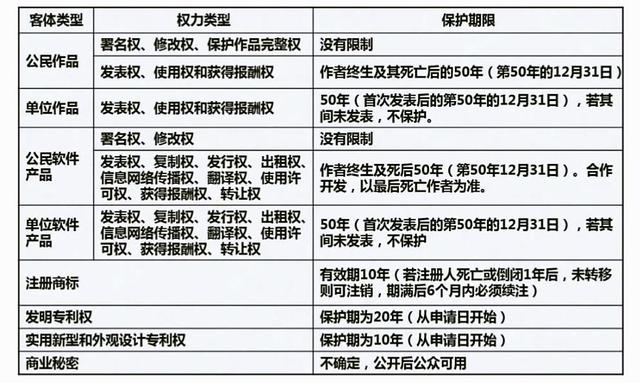 客体类型 权力类型 保护期限
公民作品
署名权、修改权、保护作品完整权 没有限制
发表权、使用权和获得报酬权 作者终生及其死亡后的50年（第50年的12月31日）
单位作品 发表权、使用权和获得报酬权
50年（首次发表后的第50年的12月31日），若其
间未发表，不保护。
公民软件
产品
署名权、修改权 没有限制
发表权、复制权、发行权、出租权、
信息网络传播权、翻译权、使用许
可权、获得报酬权、转让权
作者终生及死后50年（第50年12月31日）。合作
开发，以最后死亡作者为准。
单位软件
产品
发表权、复制权、发行权、出租权、
信息网络传播权、翻译权、使用许
可权、获得报酬权、转让权
50年（首次发表后的第50年的12月31日），若其
间未发表，不保护
注册商标
有效期10年（若注册人死亡或倒闭1年后，未转移
则可注销，期满后6个月内必须续注）
发明专利权 保护期为20年（从申请日开始）
实用新型和外观设计专利权 保护期为10年（从申请日开始）
商业秘密 不确定，公开后公众可用